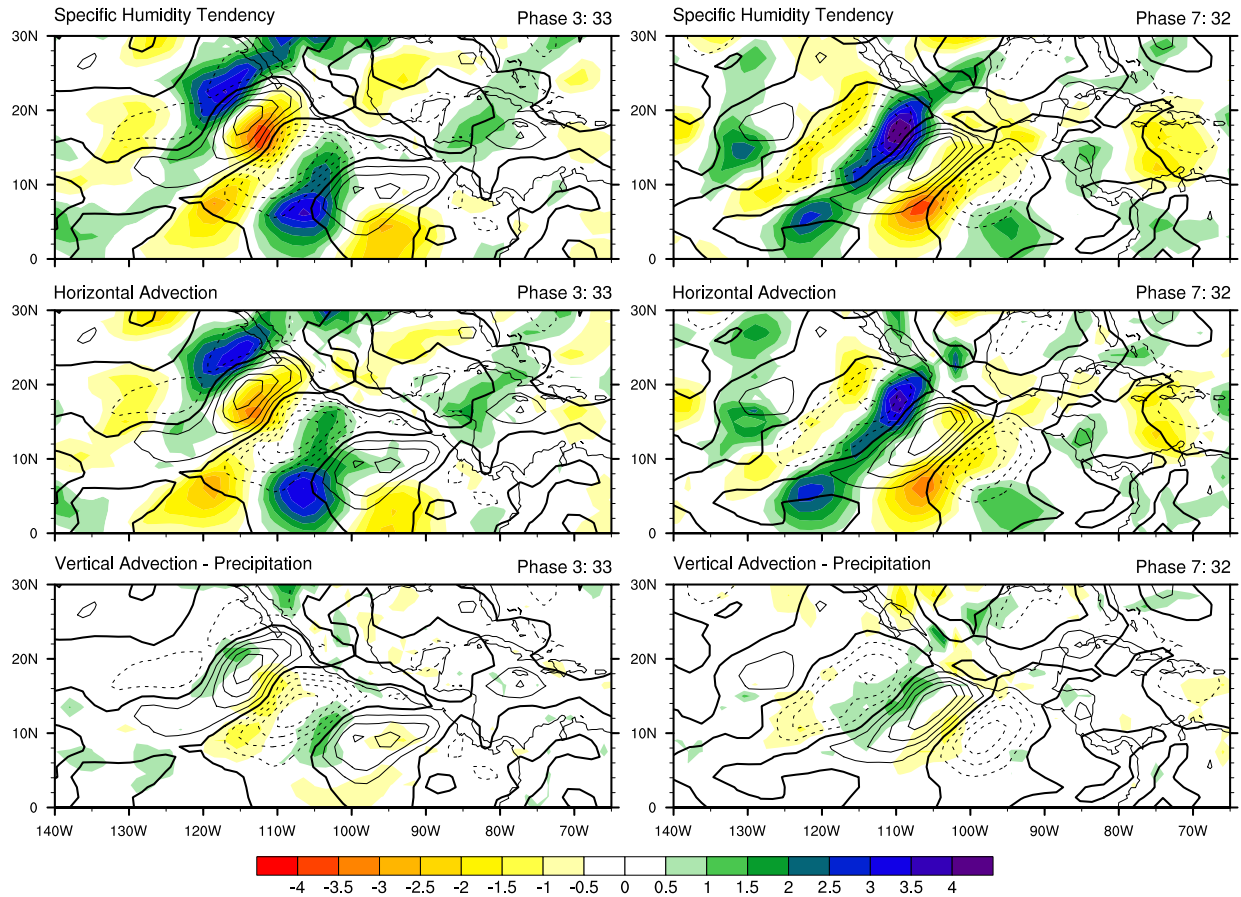 Specific Humidity Tendency Phase 3: 33
30N
20N
10N
0
Specific Humidity Tendency Phase 7: 32
30N
20N
10N
0
Horizontal Advection Phase 3: 33
30N
20N
10N
0
Horizontal Advection Phase 7: 32
30N
20N
10N
0
Vertical Advection - Precipitation Phase 3: 33
30N
20N
10N
0
140W 130W 120W 110W 100W 90W 80W 70W
Vertical Advection - Precipitation Phase 7: 32
30N
20N
10N
0
140W 130W 120W 110W 100W 90W 80W 70W
-4 -3.5 -3 -2.5 -2 -1.5 -1 -0.5 0 0.5 1 1.5 2 2.5 3 3.5 4